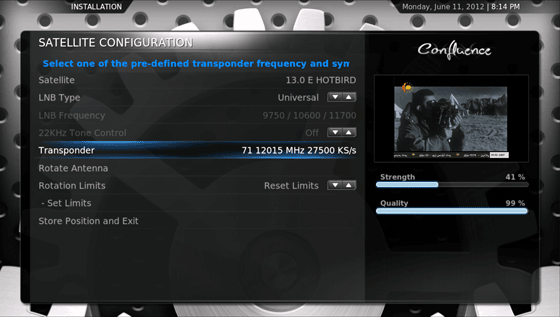 INSTALLATION
Monday, June 11, 2012 | 8:14 PM
SATELLITE CONFIGURATION
Confluence
Select one of the pre-defined transponder frequency and syn
Satellite 13.0 E HOTBIRD
LNB Type Universal
LNB Frequency 9750 / 10600 / 11700
22KHz Tone Control Off
Transponder 71 12015 MHz 27500 KS/s
Rotate Antenna
Rotation Limits Reset Limits
- Set Limits
Store Position and Exit
Strength 41 %
Quality 99 %